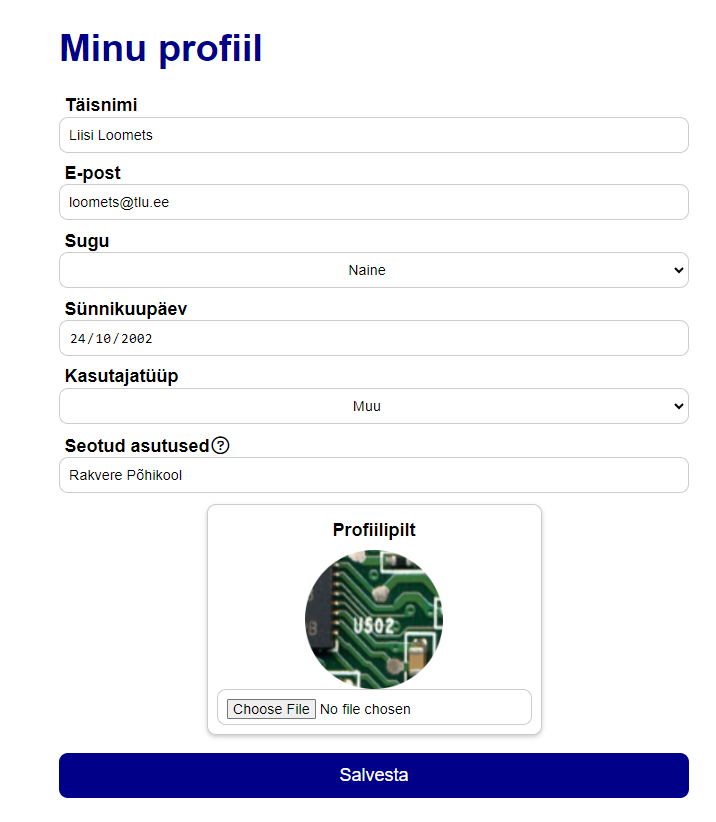 Minu profiil
Täisnimi
Liisi Loomets
E-post
loomets@tlu.ee
Sugu
Naine
Sünnikuupäev
24/10/2002
Kasutajatüüp
Muu
Seotud asutused?
Rakvere Põhikool
Profiilipilt
U502
Choose File No file chosen
Salvesta